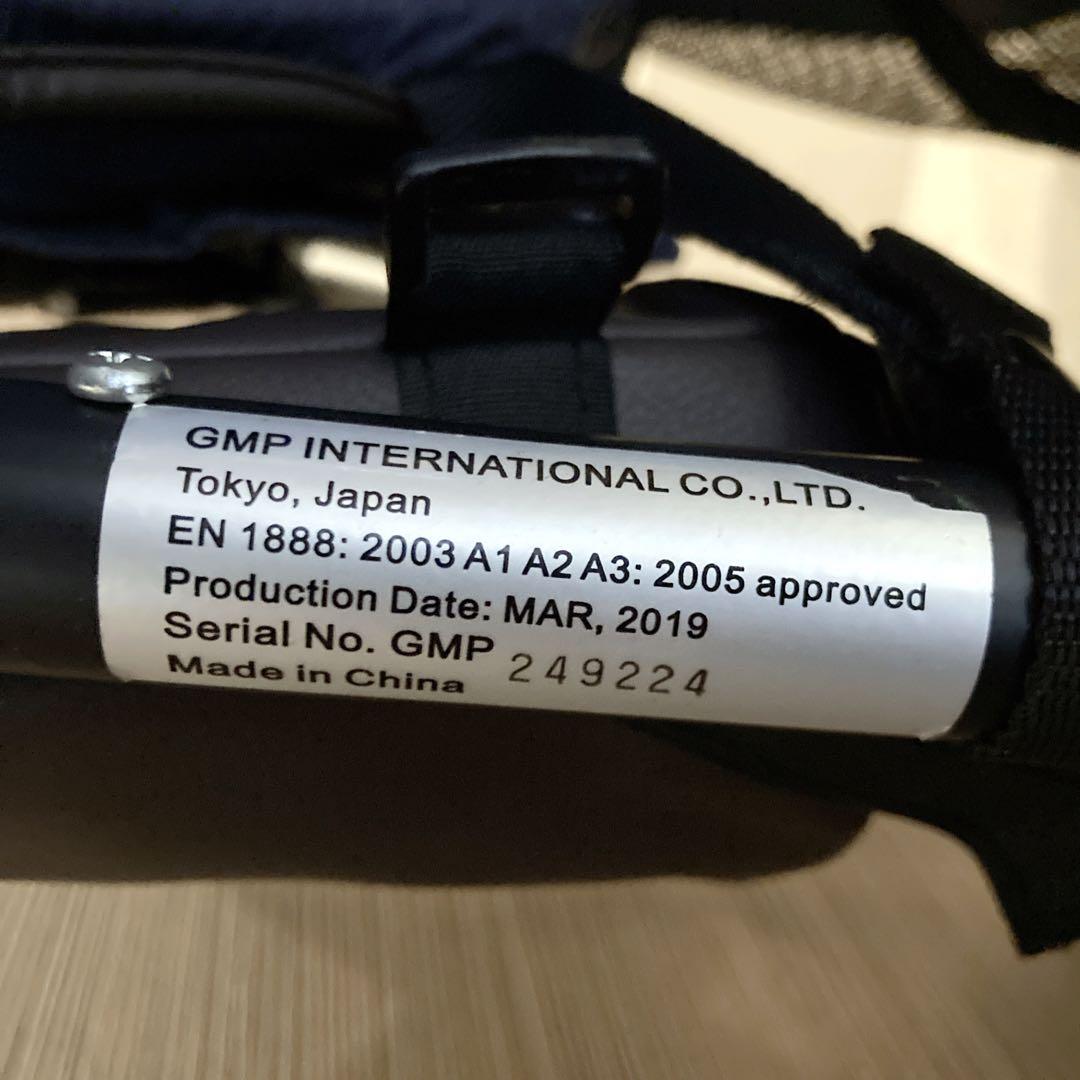 GMP INTERNATIONAL CO.,LTD.
Tokyo, Japan
EN 1888: 2003 A1 A2 A3: 2005 approved
Production Date: MAR, 2019
Serial No. GMP 249224
Made in China